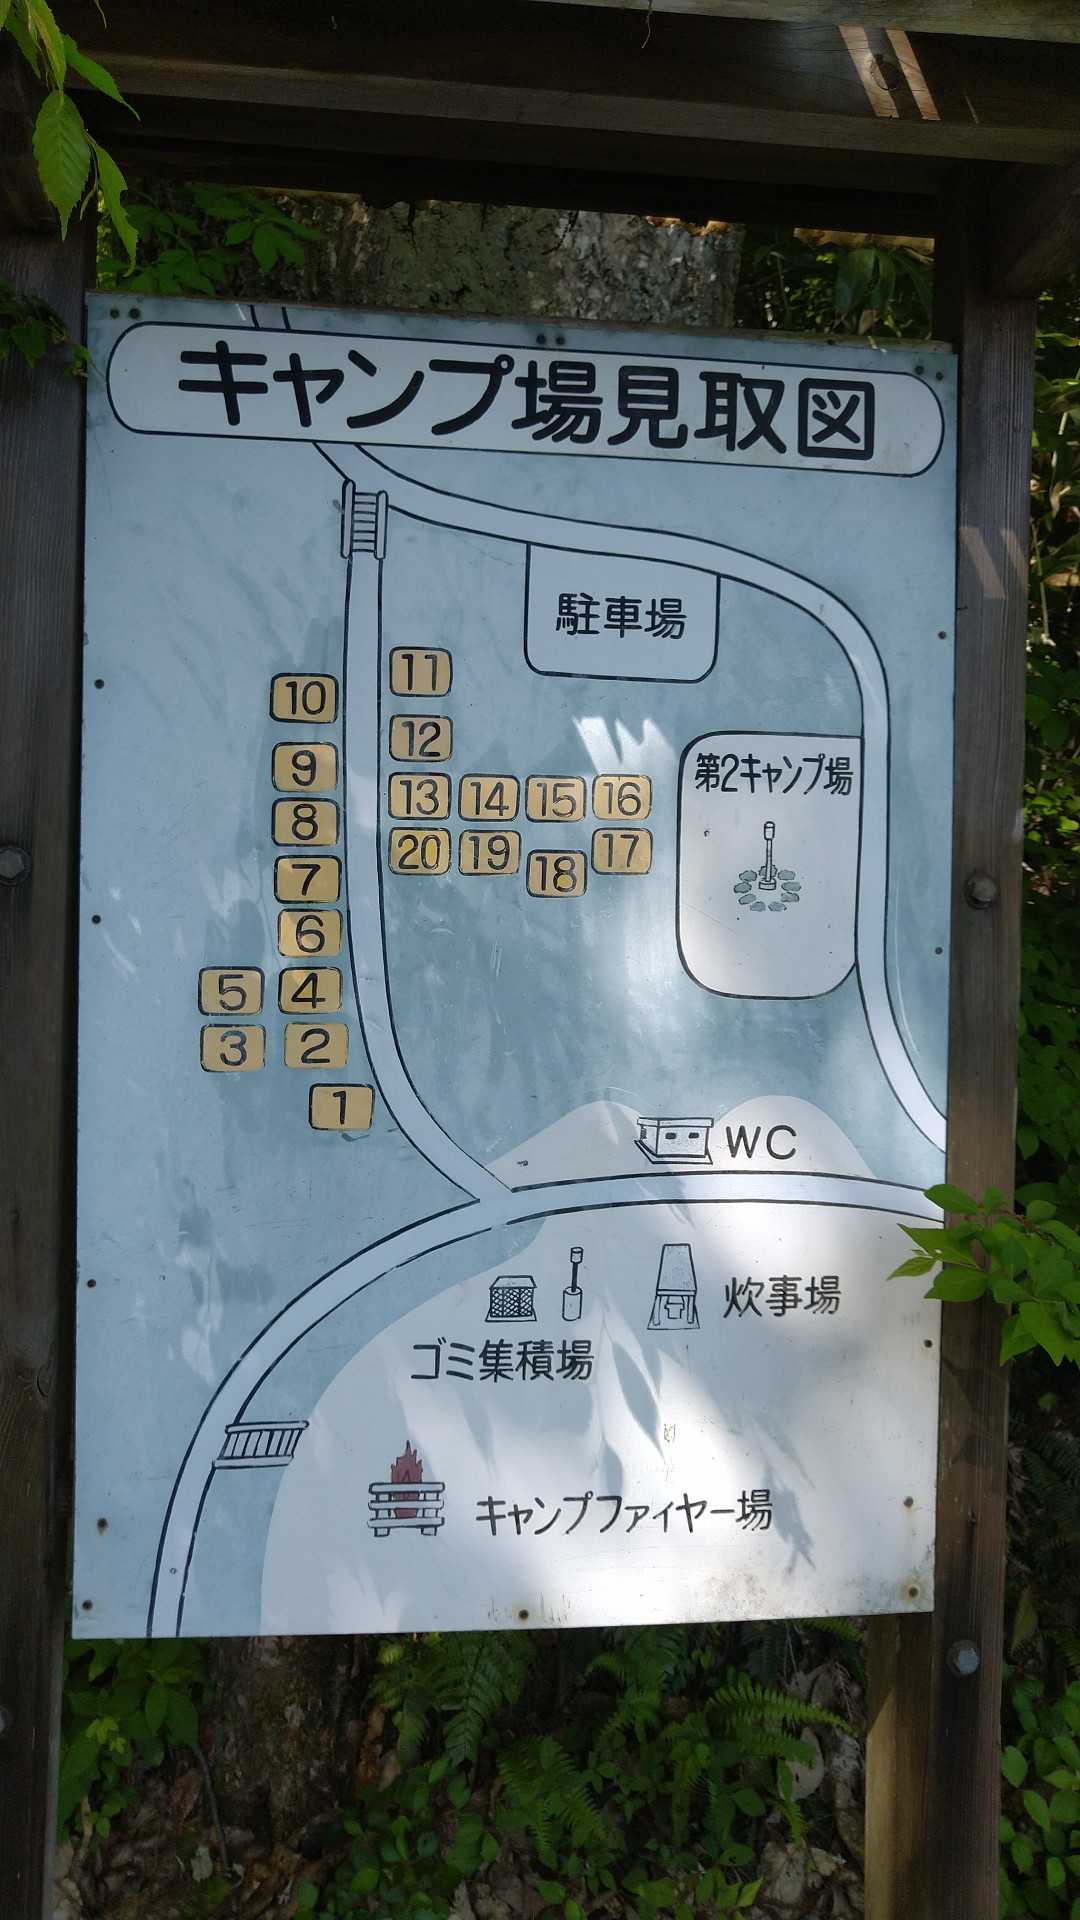 キャンプ場見取図
駐車場
11
10
12
第2キャンプ場
9
13 14 15 16
8
20 19 18 17
7
6
5 4
3 2
1
WC
炊事場
ゴミ集積場
キャンプファイヤー場